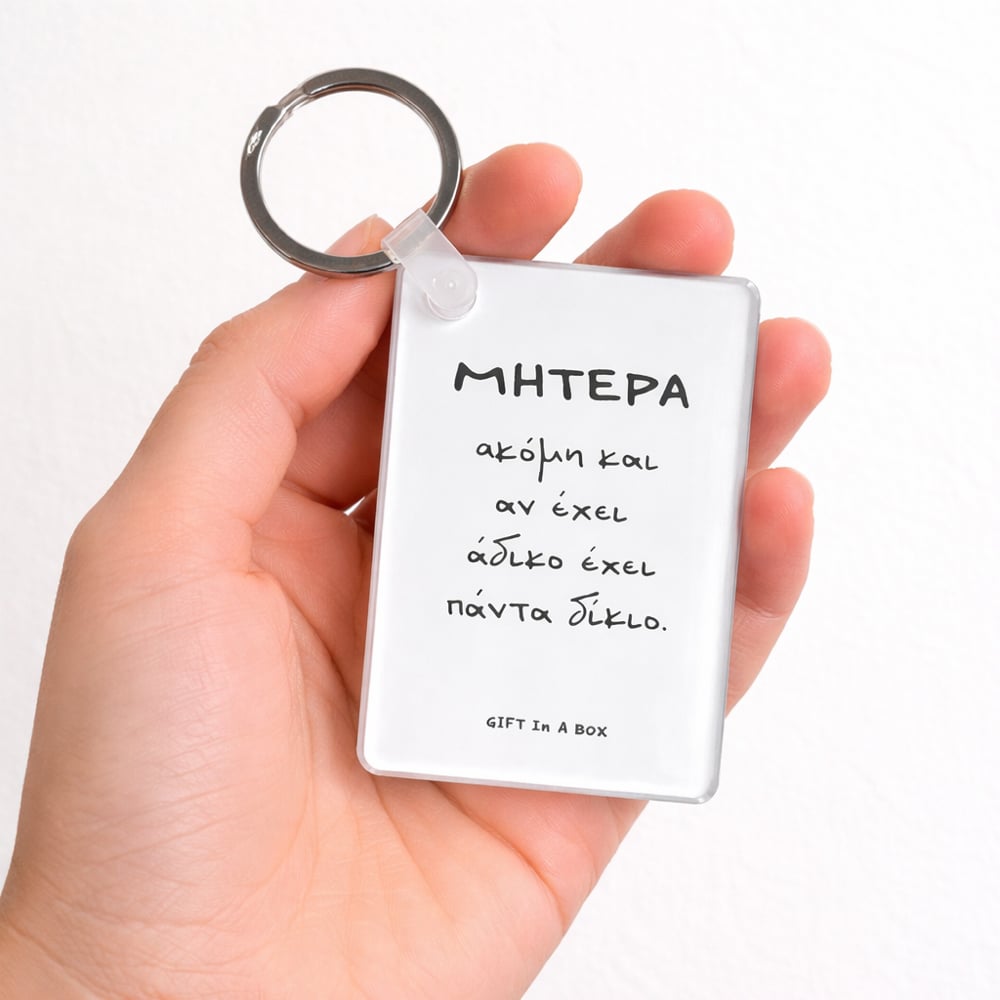 ΜΗΤΕΡΑ
ακόμη και
αν έχει
άδικο έχει
πάντα δίκιο.
GIFT In A BOX